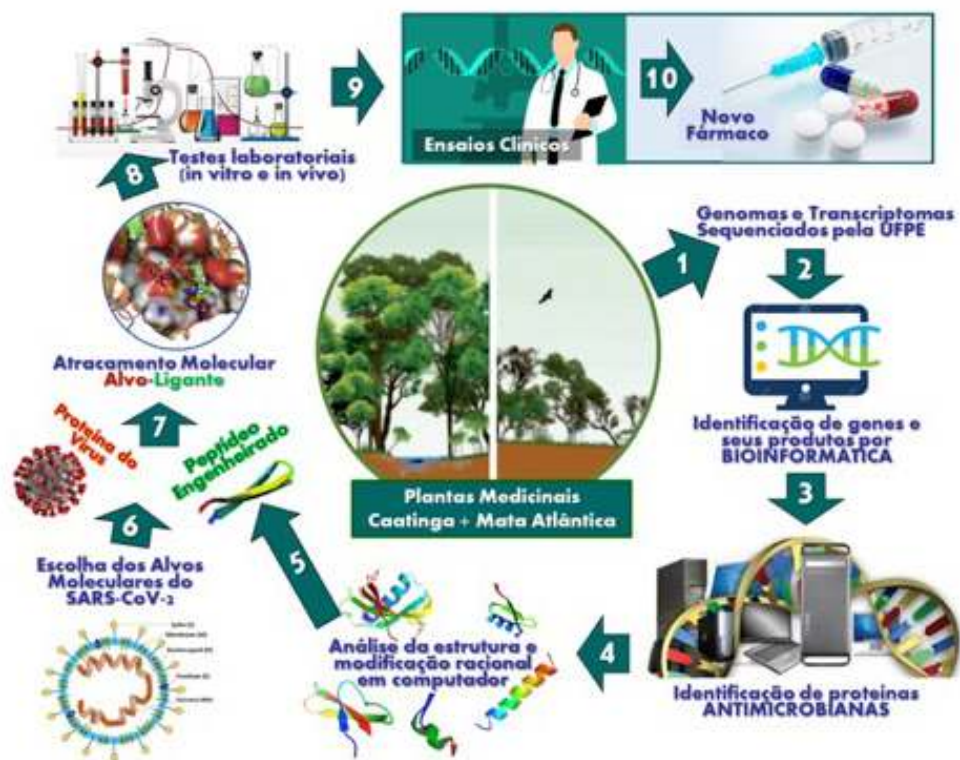 9
10
Ensaios Clínicos
Novo
Fármaco
8
Testes laboratoriais
(in vitro e in vivo)
1
Genomas e Transcriptomas
Sequenciados pela UFPE
2
Identificação de genes e
seus produtos por
BIOINFORMÁTICA
3
Identificação de proteínas
ANTIMICROBIANAS
4
Análise da estrutura e
modificação racional
em computador
5
Peptídeo
Engenheirado
Plantas Medicinais
Caatinga + Mata Atlântica
Atracamento Molecular
Alvo-Ligante
7
Proteína do
Vírus
6
Escolha dos Alvos
Moleculares do
SARS-CoV-2